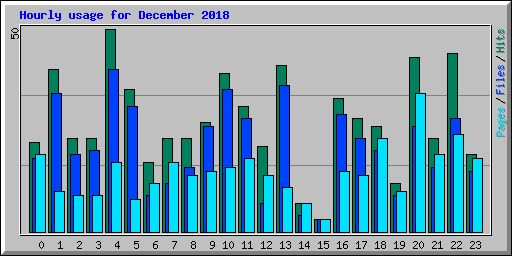 Hourly usage for December 2018
50
Pages/Files/Hits
0 1 2 3 4 5 6 7 8 9 10 11 12 13 14 15 16 17 18 19 20 21 22 23